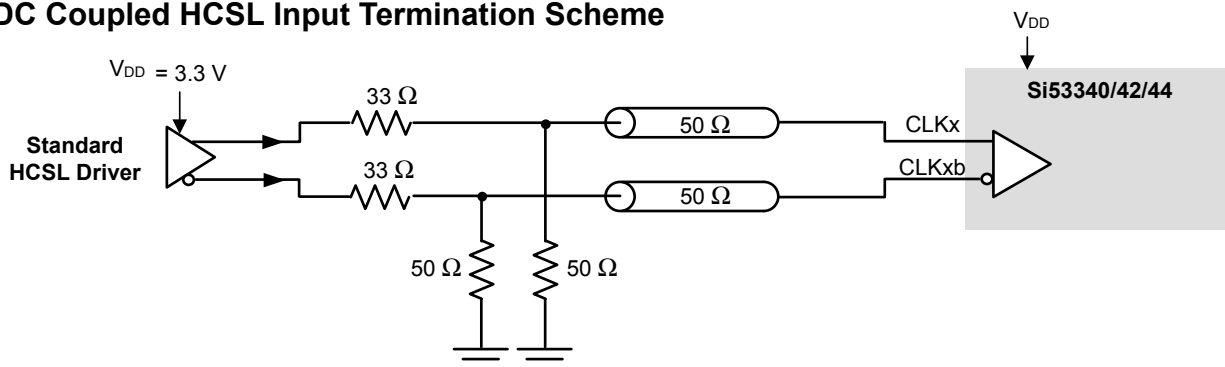 DC Coupled HCSL Input Termination Scheme
VDD
VDD = 3.3 V
Si53340/42/44
33 Ω
Standard
HCSL Driver
50 Ω
CLKx
33 Ω
CLKxb
50 Ω
50 Ω
50 Ω